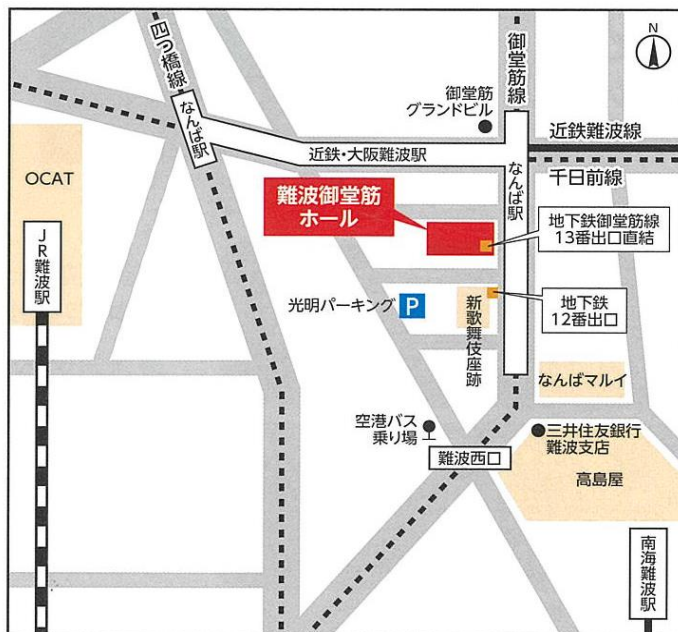 四つ橋線
御堂筋線
N
御堂筋
グランドビル
なんば駅
近鉄・大阪難波駅
なんば駅
近鉄難波線
千日前線
OCAT
難波御堂筋
ホール
地下鉄御堂筋線
13番出口直結
JR難波駅
光明パーキング
P
新歌舞伎座跡
地下鉄
12番出口
なんばマルイ
空港バス
乗り場
三井住友銀行
難波支店
難波西口
高島屋
南海難波駅